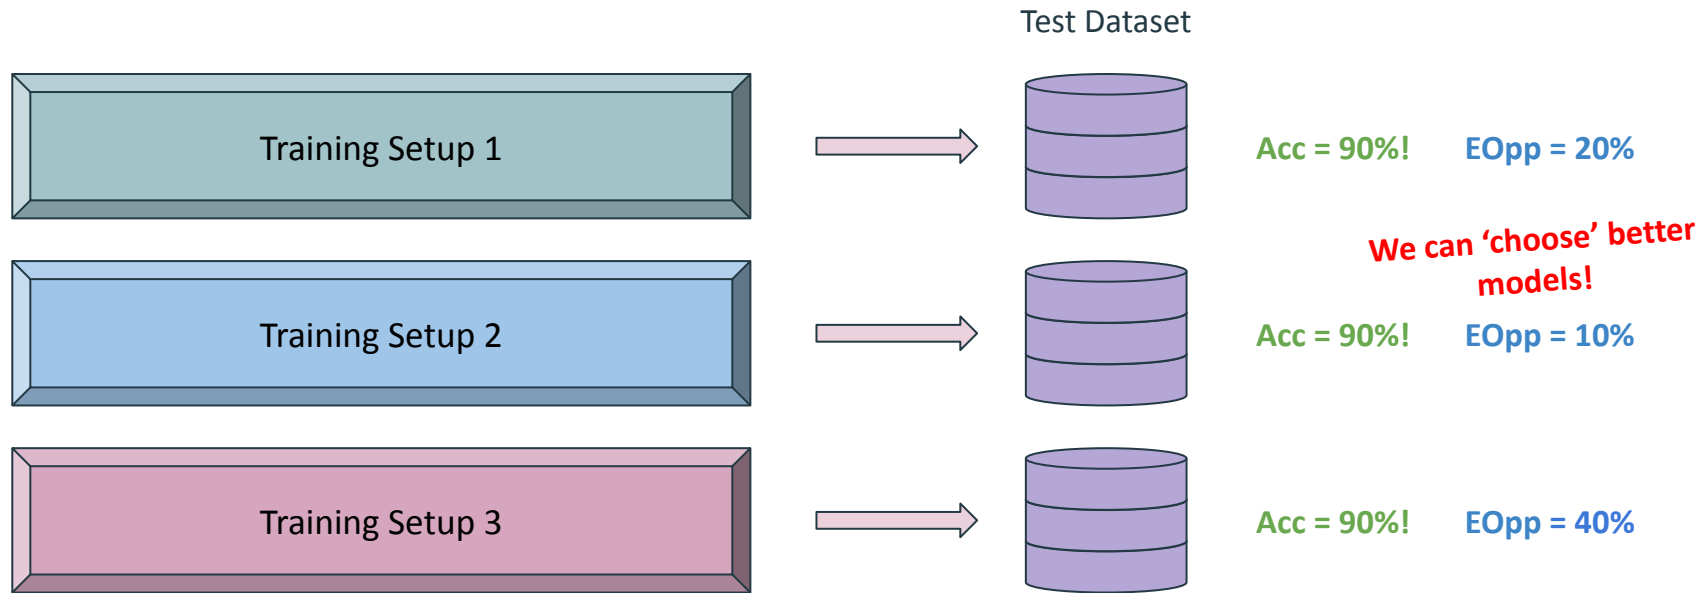 Test Dataset
Training Setup 1
Acc = 90%!
EOpp = 20%
We can ‘choose’ better
models!
Training Setup 2
Acc = 90%!
EOpp = 10%
Training Setup 3
Acc = 90%!
EOpp = 40%